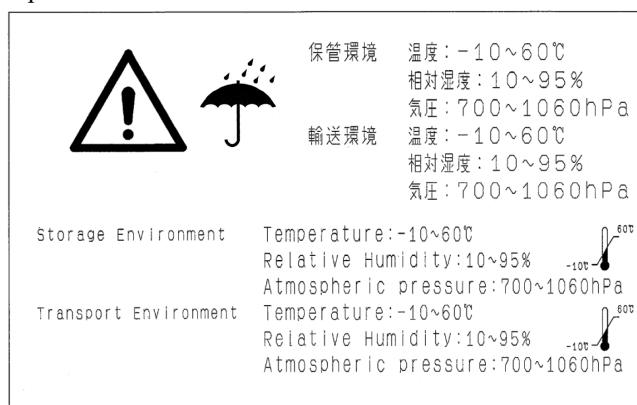 保管環境 温度:-10~60℃
相対湿度:10~95%
気圧:700~1060hPa
輸送環境 温度:-10~60℃
相対湿度:10~95%
気圧:700~1060hPa
Storage Environment Temperature:-10~60℃
Relative Humidity:10~95% -10℃ 60℃
Atmospheric pressure:700~1060hPa
Transport Environment Temperature:-10~60℃
Relative Humidity:10~95% -10℃ 60℃
Atmospheric pressure:700~1060hPa